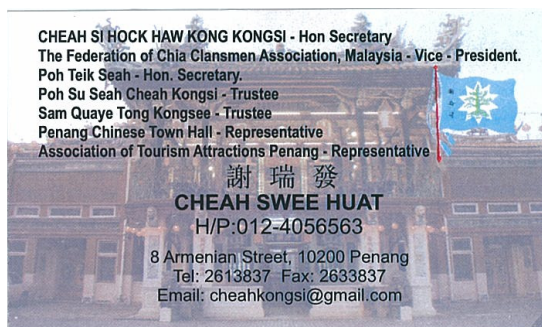 CHEAH SI HOCK HAW KONG KONGSI - Hon Secretary
The Federation of Chia Clansmen Association, Malaysia - Vice - President.
Poh Teik Seah - Hon. Secretary.
Poh Su Seah Cheah Kongsi - Trustee
Sam Quaye Tong Kongsee - Trustee
Penang Chinese Town Hall - Representative
Association of Tourism Attractions Penang - Representative
謝 瑞 發
CHEAH SWEE HUAT
H/P:012-4056563
8 Armenian Street, 10200 Penang
Tel: 2613837 Fax: 2633837
Email: cheahkongsi@gmail.com